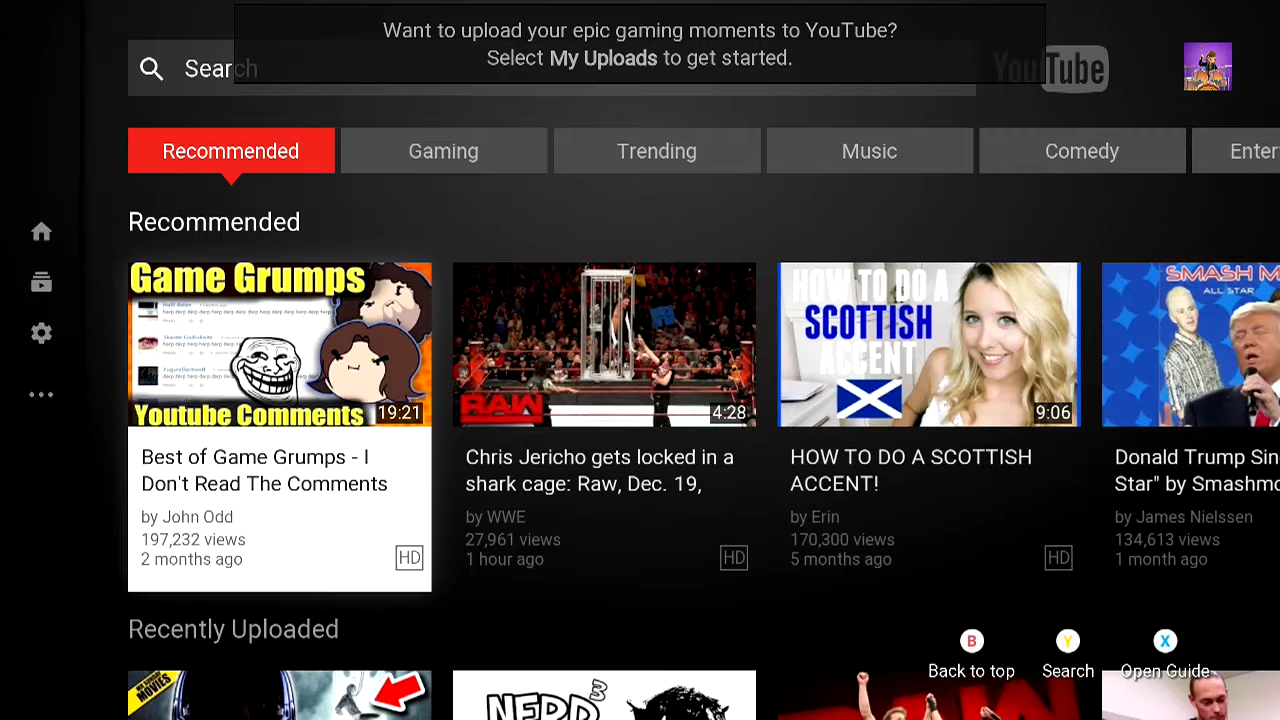 Want to upload your epic gaming moments to YouTube?
Select My Uploads to get started.
Search
YouTube
Recommended
Gaming
Trending
Music
Comedy
Enter
Recommended
Game Grumps
Youtube Comments
19:21
Best of Game Grumps - I
Don't Read The Comments
by John Odd
197,232 views
2 months ago
HD
RAW
4:28
Chris Jericho gets locked in a
shark cage: Raw, Dec. 19,
by WWE
27,961 views
1 hour ago
HD
HOW TO DO A
SCOTTISH
ACCENT
9:06
HOW TO DO A SCOTTISH
ACCENT!
by Erin
170,300 views
5 months ago
HD
SMASH M
ALL STAR
Donald Trump Sin
Star" by Smashmo
by James Nielssen
134,613 views
1 month ago
Recently Uploaded
B
Back to top
Y
Search
X
Open Guide
MOVIES
NERD³